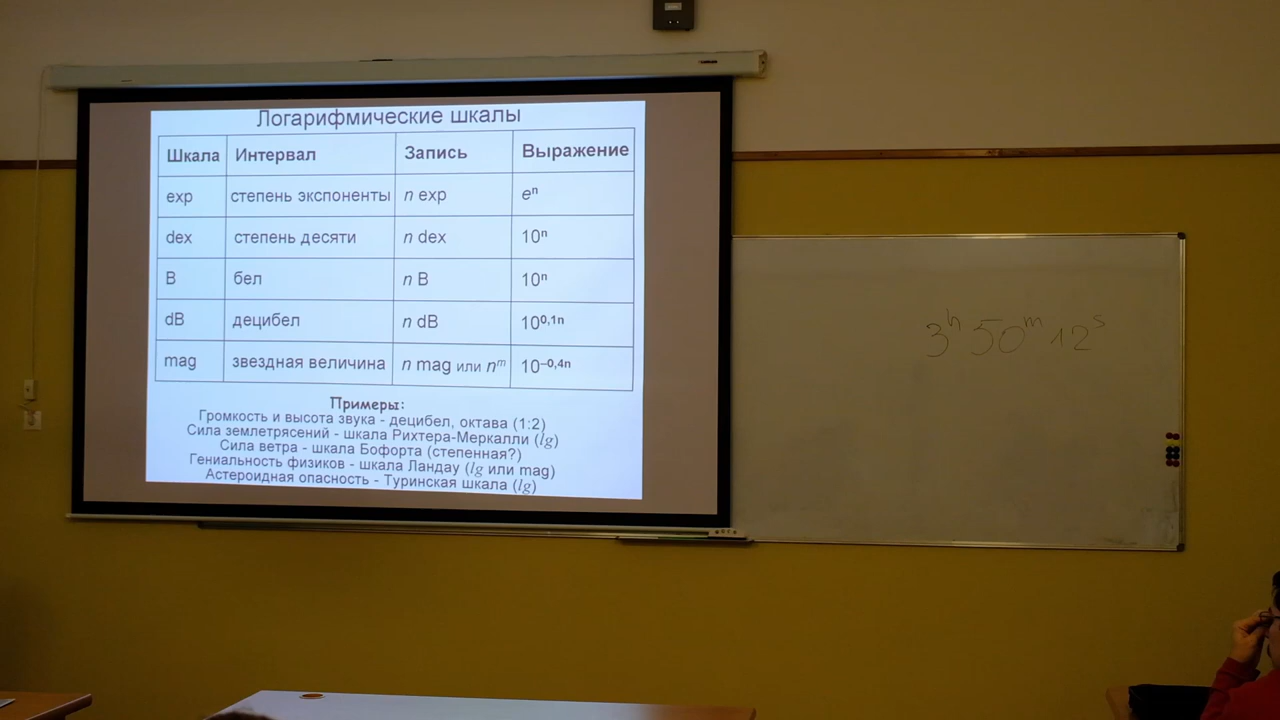 Логарифмические шкалы
Шкала Интервал Запись Выражение
exp степень экспоненты n exp eⁿ
dex степень десяти n dex 10ⁿ
B бел n B 10ⁿ
dB децибел n dB 10^0,1n
mag звездная величина n mag или n^m 10^–0,4n
Примеры:
Громкость и высота звука - децибел, октава (1:2)
Сила землетрясений - шкала Рихтера-Меркалли (lg)
Сила ветра - шкала Бофорта (степенная?)
Гениальность физиков - шкала Ландау (lg или mag)
Астероидная опасность - Туринская шкала (lg)
3^h 50^m 12^s